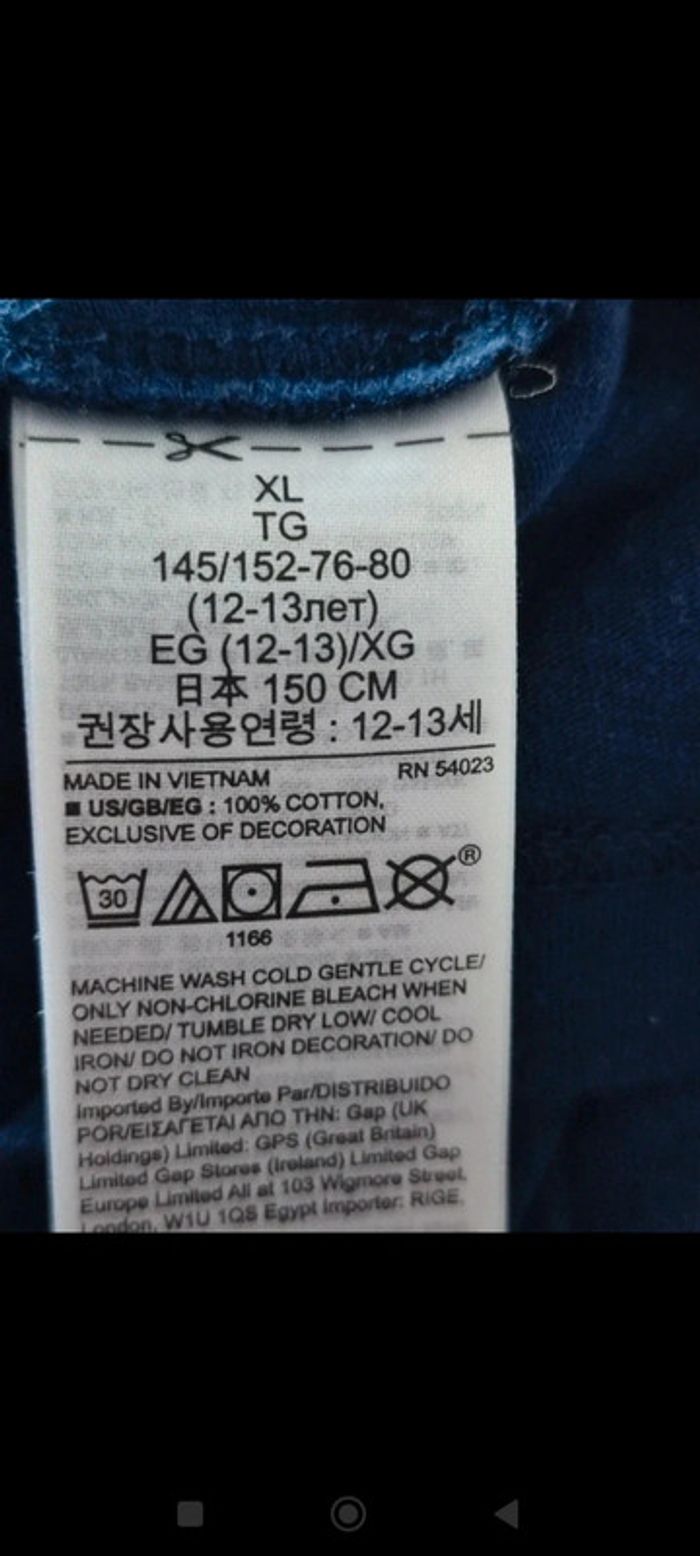 XL
TG
145/152-76-80
(12-13лет)
EG (12-13)/XG
日本 150 CM
권장사용연령 : 12-13세
MADE IN VIETNAM RN 54023
■ US/GB/EG : 100% COTTON,
EXCLUSIVE OF DECORATION
30
®
1166
MACHINE WASH COLD GENTLE CYCLE/
ONLY NON-CHLORINE BLEACH WHEN
NEEDED/ TUMBLE DRY LOW/ COOL
IRON/ DO NOT IRON DECORATION/ DO
NOT DRY CLEAN
Imported By/Importe Par/DISTRIBUIDO
POR/ΕΙΣΑΓΕΤΑΙ ΑΠΟ ΤΗΝ: Gap (UK
Holdings) Limited: GPS (Great Britain)
Limited Gap Stores (Ireland) Limited Gap
Europe Limited All at 103 Wigmore Street,
London, W1U 1QS Egypt Importer: RIGE,